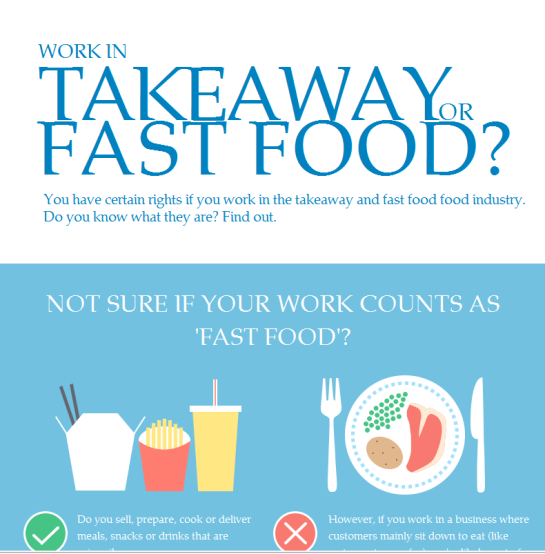 WORK IN
TAKEAWAY OR
FAST FOOD?
You have certain rights if you work in the takeaway and fast food food industry.
Do you know what they are? Find out.
NOT SURE IF YOUR WORK COUNTS AS
'FAST FOOD'?
Do you sell, prepare, cook or deliver
meals, snacks or drinks that are
However, if you work in a business where
customers mainly sit down to eat (like